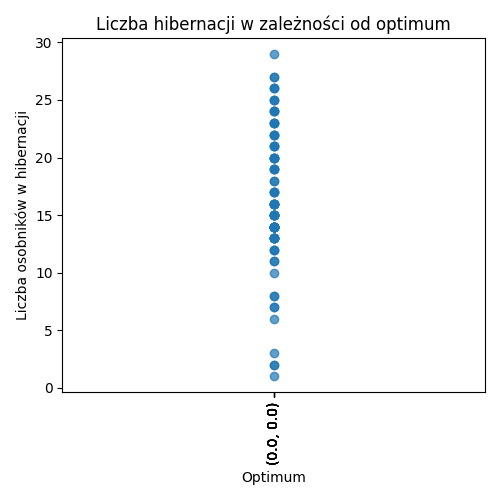 Liczba hibernacji w zależności od optimum
Liczba osobników w hibernacji
30
25
20
15
10
5
0
(0.0, 0.0)
Optimum